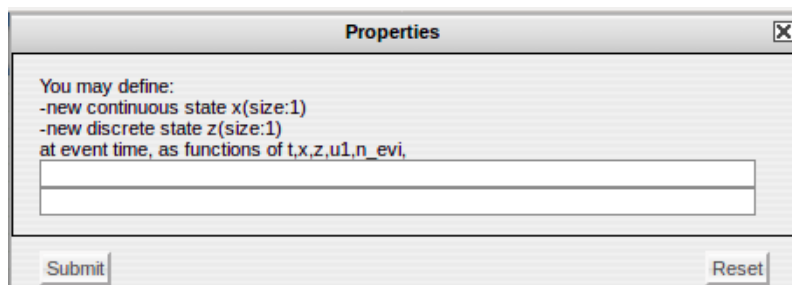 Properties
You may define:
-new continuous state x(size:1)
-new discrete state z(size:1)
at event time, as functions of t,x,z,u1,n_evi,
Submit
Reset